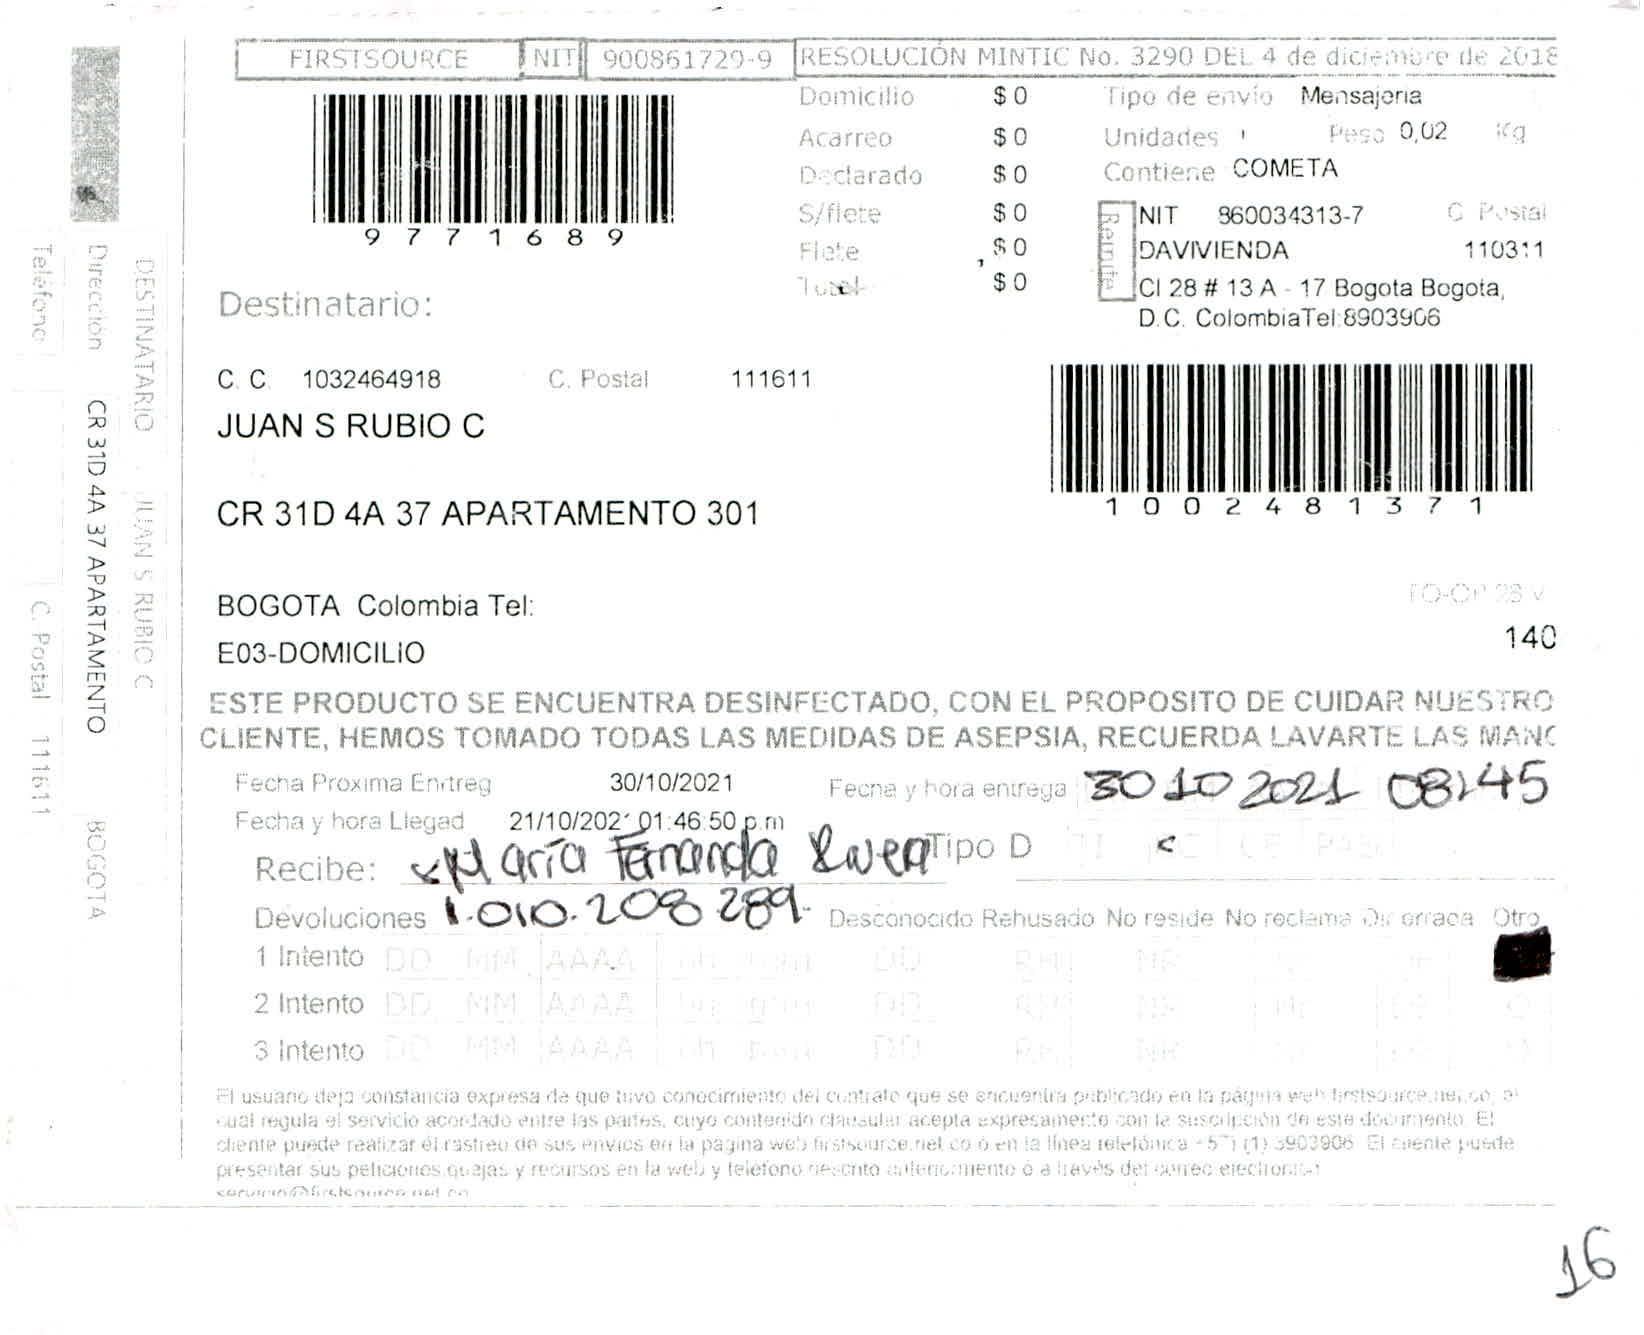 FIRSTSOURCE NIT 900861729-9 RESOLUCIÓN MINTIC No. 3290 DEL 4 de diciembre de 2018
Domicilio $ 0 Tipo de envío Mensajeria
Acarreo $ 0 Unidades 1 Peso 0,02 Kg
Declarado $ 0 Contiene COMETA
S/flete $ 0
Flete $ 0
Total $ 0
9771689
Remite NIT 860034313-7 C Postal
DAVIVIENDA 110311
Cl 28 # 13 A - 17 Bogota Bogota,
D.C. ColombiaTel:8903906
Destinatario:
C. C. 1032464918 C. Postal 111611
JUAN S RUBIO C
CR 31D 4A 37 APARTAMENTO 301
1002481371
BOGOTA Colombia Tel:
E03-DOMICILIO
140
ESTE PRODUCTO SE ENCUENTRA DESINFECTADO, CON EL PROPOSITO DE CUIDAR NUESTRO
CLIENTE, HEMOS TOMADO TODAS LAS MEDIDAS DE ASEPSIA, RECUERDA LAVARTE LAS
Fecha Proxima Entreg 30/10/2021 Fecha y hora entrega 30 10 2021 08:45
Fecha y hora Llegad 21/10/2021 01:46:50 p.m
Recibe: María Fernanda Tipo D TI CC CE PAS
Devoluciones 1.010.208 289 Desconocido Rehusado No reside No reclama Dir errada Otro
1 Intento DD MM AAAA hh mm DD RH NR
2 Intento DD MM AAAA hh mm DD RH NR NR DE O
3 Intento DD MM AAAA hh mm DD RH NR
El usuario deja constancia expresa de que tuvo conocimiento del contrato que se encuentra publicado en la página web firstsource.net.co, el
cual regula el servicio acordado entre las partes, cuyo contenido clausular acepta expresamente con la suscripción de este documento. El
cliente puede realizar el rastreo de sus envios en la pagina web firstsource.net.co o en la línea telefónica +57) (1) 8903906 El cliente puede
presentar sus peticiones,quejas y recursos en la web y teléfono descrito anteriormente o a través del correo electronico
servicio@firstsource.net.co
16
DESTINATARIO JUAN S RUBIO C
Dirección CR 31D 4A 37 APARTAMENTO BOGOTA
Teléfono C. Postal 111611